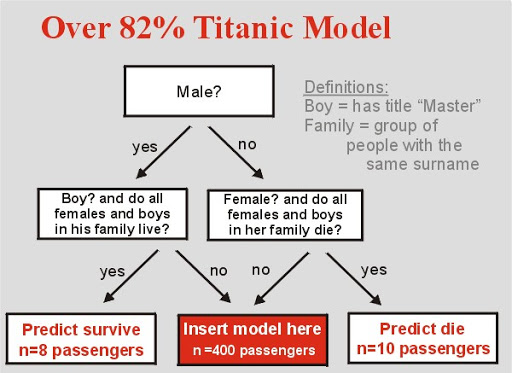 Over 82% Titanic Model
Male?
Definitions:
Boy = has title “Master”
Family = group of
people with the
same surname
yes
no
Boy? and do all
females and boys
in his family live?
Female? and do all
females and boys
in her family die?
yes
no
no
yes
Predict survive
n=8 passengers
Insert model here
n =400 passengers
Predict die
n=10 passengers